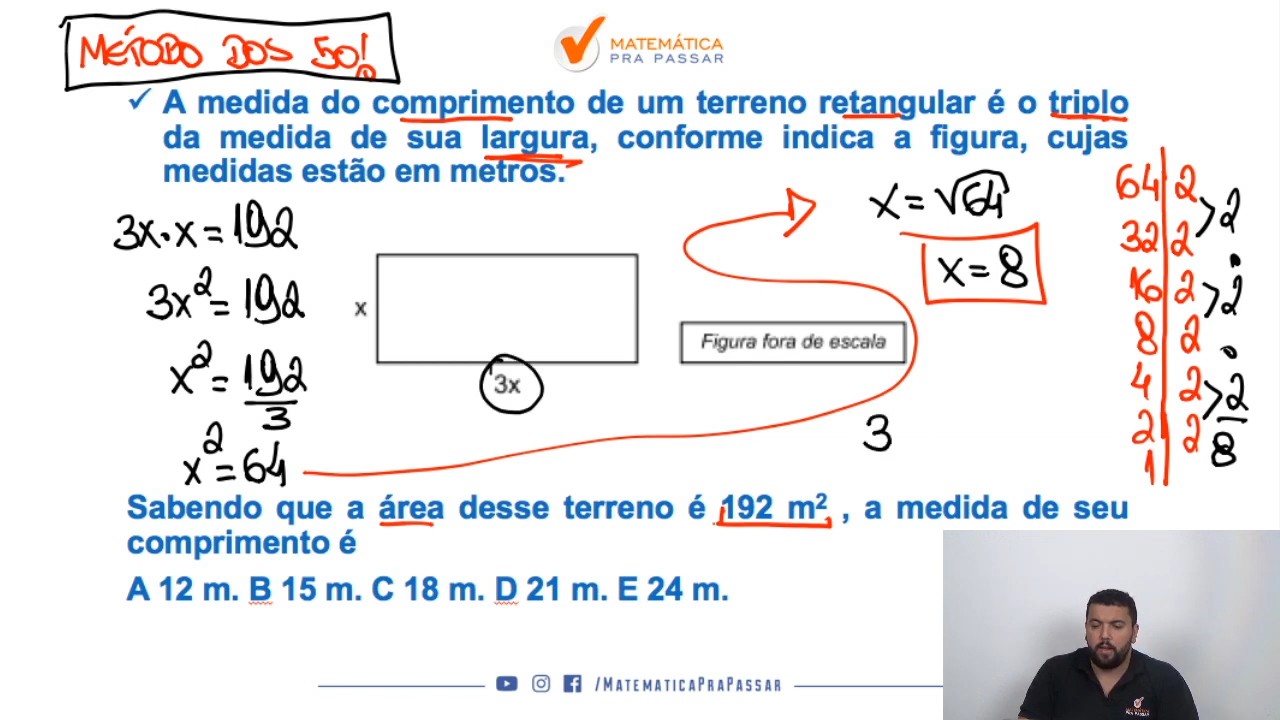 MÉTODO DOS 50!
MATEMÁTICA
PRA PASSAR
✓ A medida do comprimento de um terreno retangular é o triplo
da medida de sua largura, conforme indica a figura, cujas
medidas estão em metros.
3x·x=192
3x²=192
x²=192/3
x²=64
x
3x
Figura fora de escala
x=√64
x=8
3
64 | 2
32 | 2 >2
16 | 2 ·
8 | 2 >2
4 | 2 ·
2 | 2 >2
1 | 8
Sabendo que a área desse terreno é 192 m² , a medida de seu
comprimento é
A 12 m. B 15 m. C 18 m. D 21 m. E 24 m.
/MATEMATICAPRAPASSAR
MATEMÁTICA
PRA PASSAR